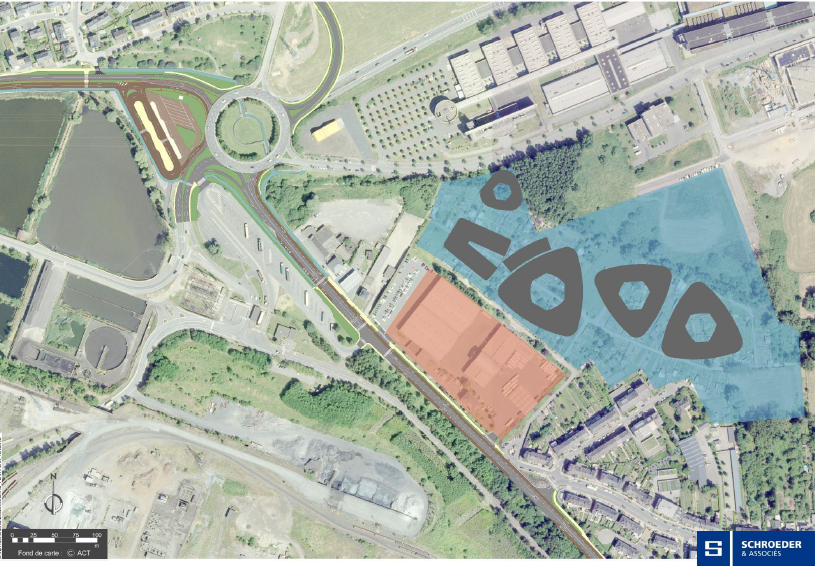 N
0 25 50 75 100
m
Fond de carte : © ACT
S
SCHROEDER
& ASSOCIÉS